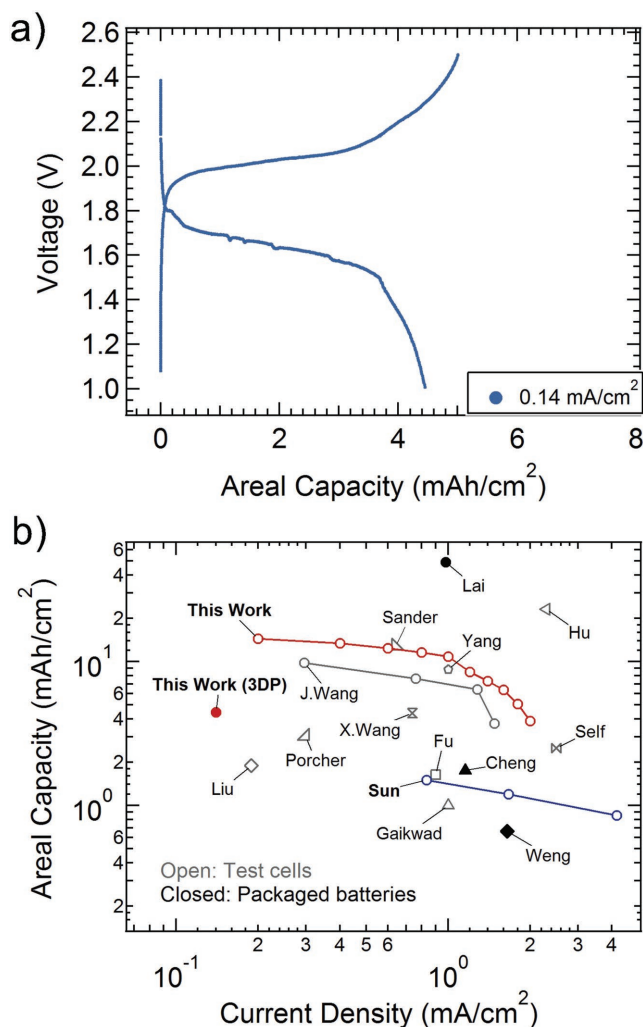 a)
2.6
2.4
2.2
2.0
1.8
1.6
1.4
1.2
1.0
Voltage (V)
0.14 mA/cm²
0 2 4 6 8
Areal Capacity (mAh/cm²)
b)
6
4
2
10¹
6
4
2
10⁰
6
4
2
Areal Capacity (mAh/cm²)
Lai
This Work
Sander
Hu
Yang
J.Wang
This Work (3DP)
X.Wang
Self
Porcher
Fu
Cheng
Liu
Sun
Gaikwad
Weng
Open: Test cells
Closed: Packaged batteries
2 3 4 5 6 2 3 4
10⁻¹ 10⁰
Current Density (mA/cm²)